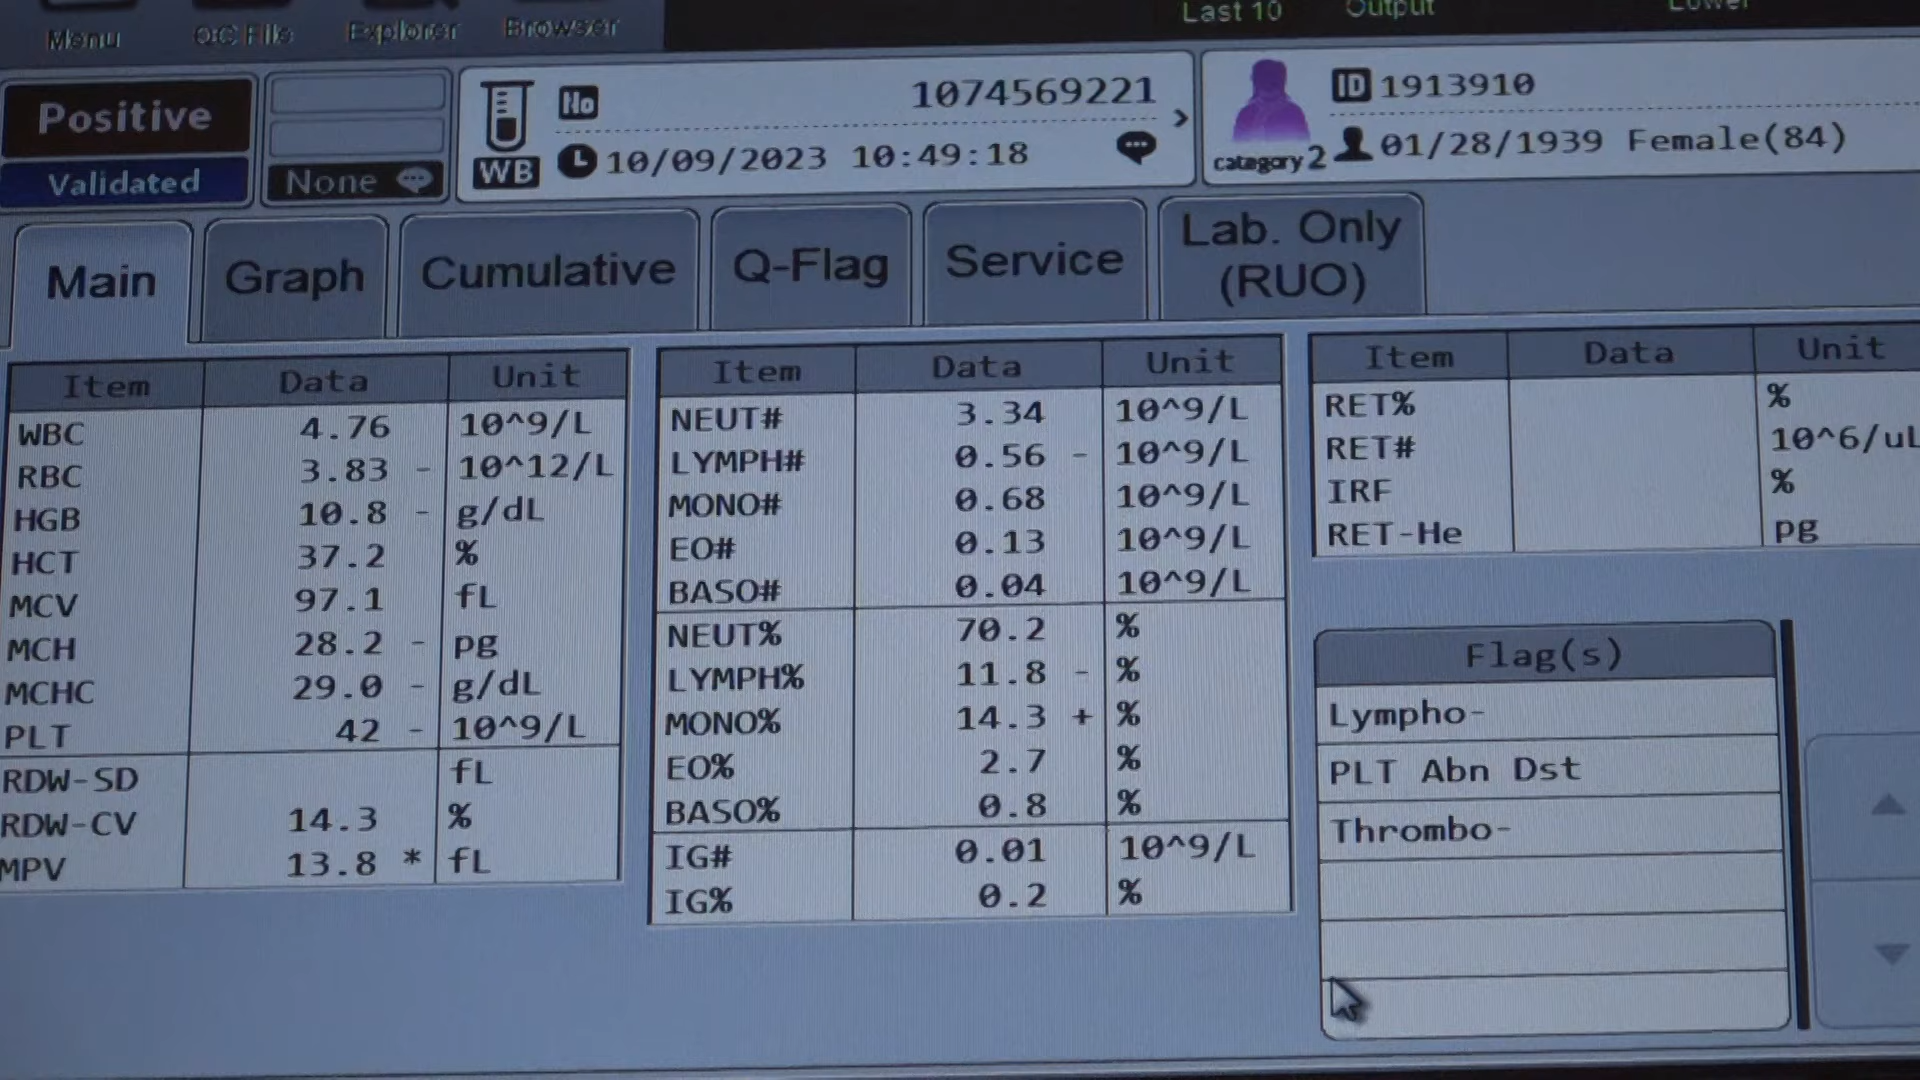 Menu QC File Explorer Browser Last 10 Output Lower
Positive
Validated
None
No 1074569221
WB 10/09/2023 10:49:18
category 2
ID 1913910
01/28/1939 Female(84)
Main Graph Cumulative Q-Flag Service Lab. Only
(RUO)
Item Data Unit
WBC 4.76 10^9/L
RBC 3.83 - 10^12/L
HGB 10.8 - g/dL
HCT 37.2 %
MCV 97.1 fL
MCH 28.2 - pg
MCHC 29.0 - g/dL
PLT 42 - 10^9/L
RDW-SD fL
RDW-CV 14.3 %
MPV 13.8 * fL
Item Data Unit
NEUT# 3.34 10^9/L
LYMPH# 0.56 - 10^9/L
MONO# 0.68 10^9/L
EO# 0.13 10^9/L
BASO# 0.04 10^9/L
NEUT% 70.2 %
LYMPH% 11.8 - %
MONO% 14.3 + %
EO% 2.7 %
BASO% 0.8 %
IG# 0.01 10^9/L
IG% 0.2 %
Item Data Unit
RET% %
RET# 10^6/uL
IRF %
RET-He pg
Flag(s)
Lympho-
PLT Abn Dst
Thrombo-